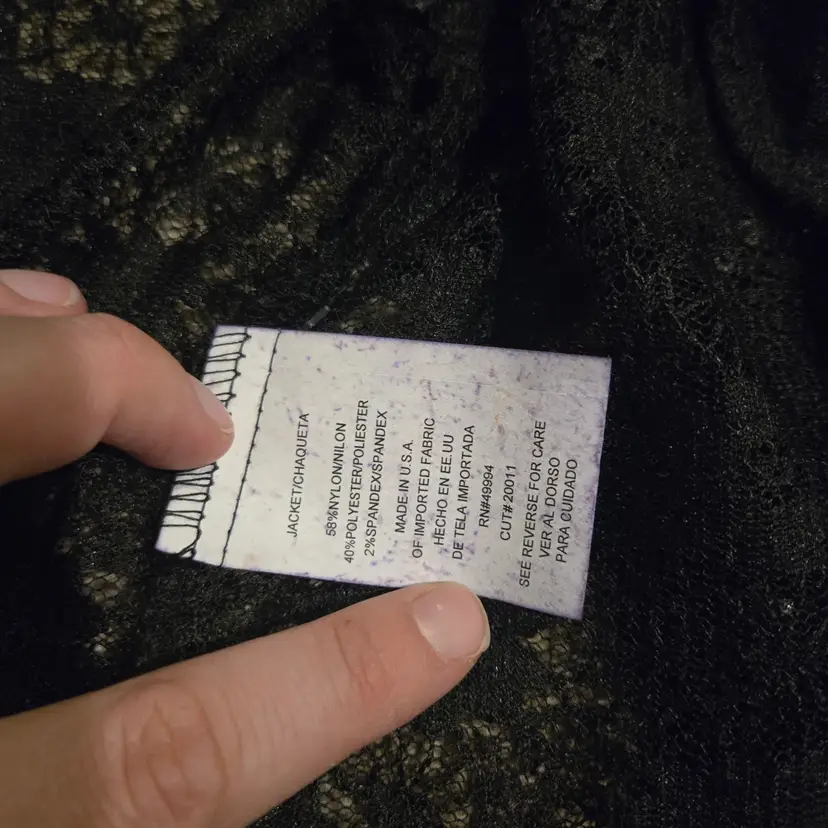 JACKET/CHAQUETA
58%NYLON/NILON
40%POLYESTER/POLIESTER
2%SPANDEX/SPANDEX
MADE IN U.S.A.
OF IMPORTED FABRIC
HECHO EN EE.UU
DE TELA IMPORTADA
RN#49994
CUT#20011
SEE REVERSE FOR CARE
VER AL DORSO
PARA CUIDADO